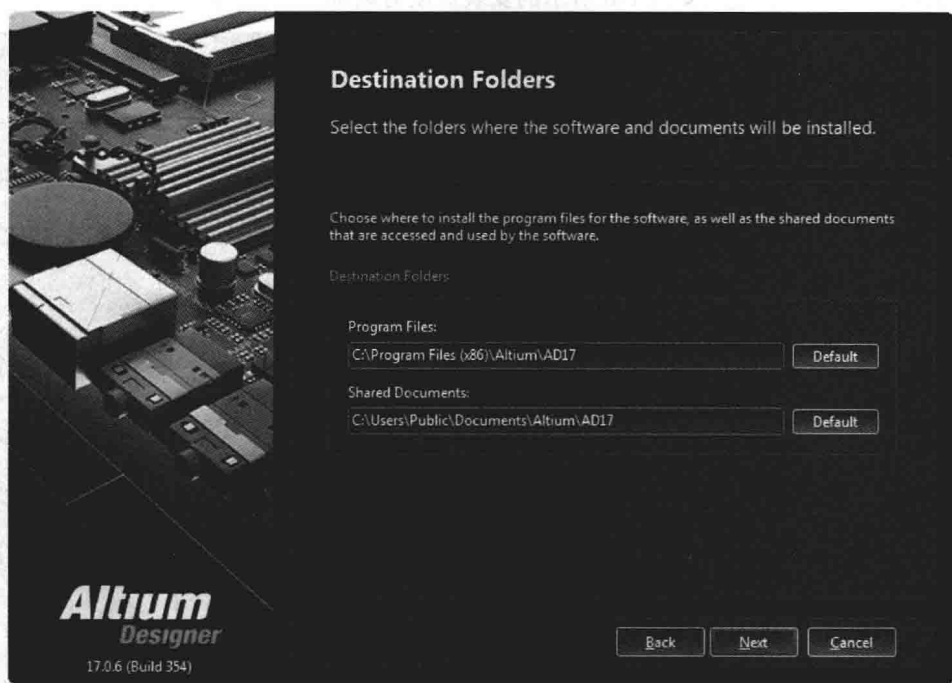 Destination Folders
Select the folders where the software and documents will be installed.
Choose where to install the program files for the software, as well as the shared documents
that are accessed and used by the software.
Destination Folders
Program Files:
C:\Program Files (x86)\Altium\AD17
Default
Shared Documents:
C:\Users\Public\Documents\Altium\AD17
Default
Altium
Designer
17.0.6 (Build 354)
Back
Next
Cancel